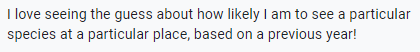 I love seeing the guess about how likely I am to see a particular
species at a particular place, based on a previous year!